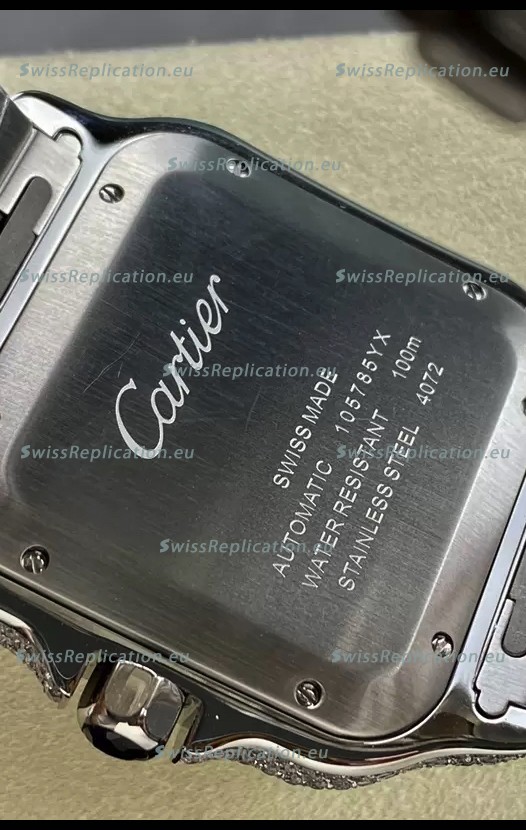 SwissReplication.eu SwissReplication.eu
SwissReplication.eu
SwissReplication.eu SwissReplication.eu
Cartier
SwissReplication.eu
SWISS MADE
AUTOMATIC 105785YX
WATER RESISTANT 100m
STAINLESS STEEL 4072
SwissReplication.eu SwissReplication.eu
SwissReplication.eu
SwissReplication.eu SwissReplication.eu
SwissReplication.eu